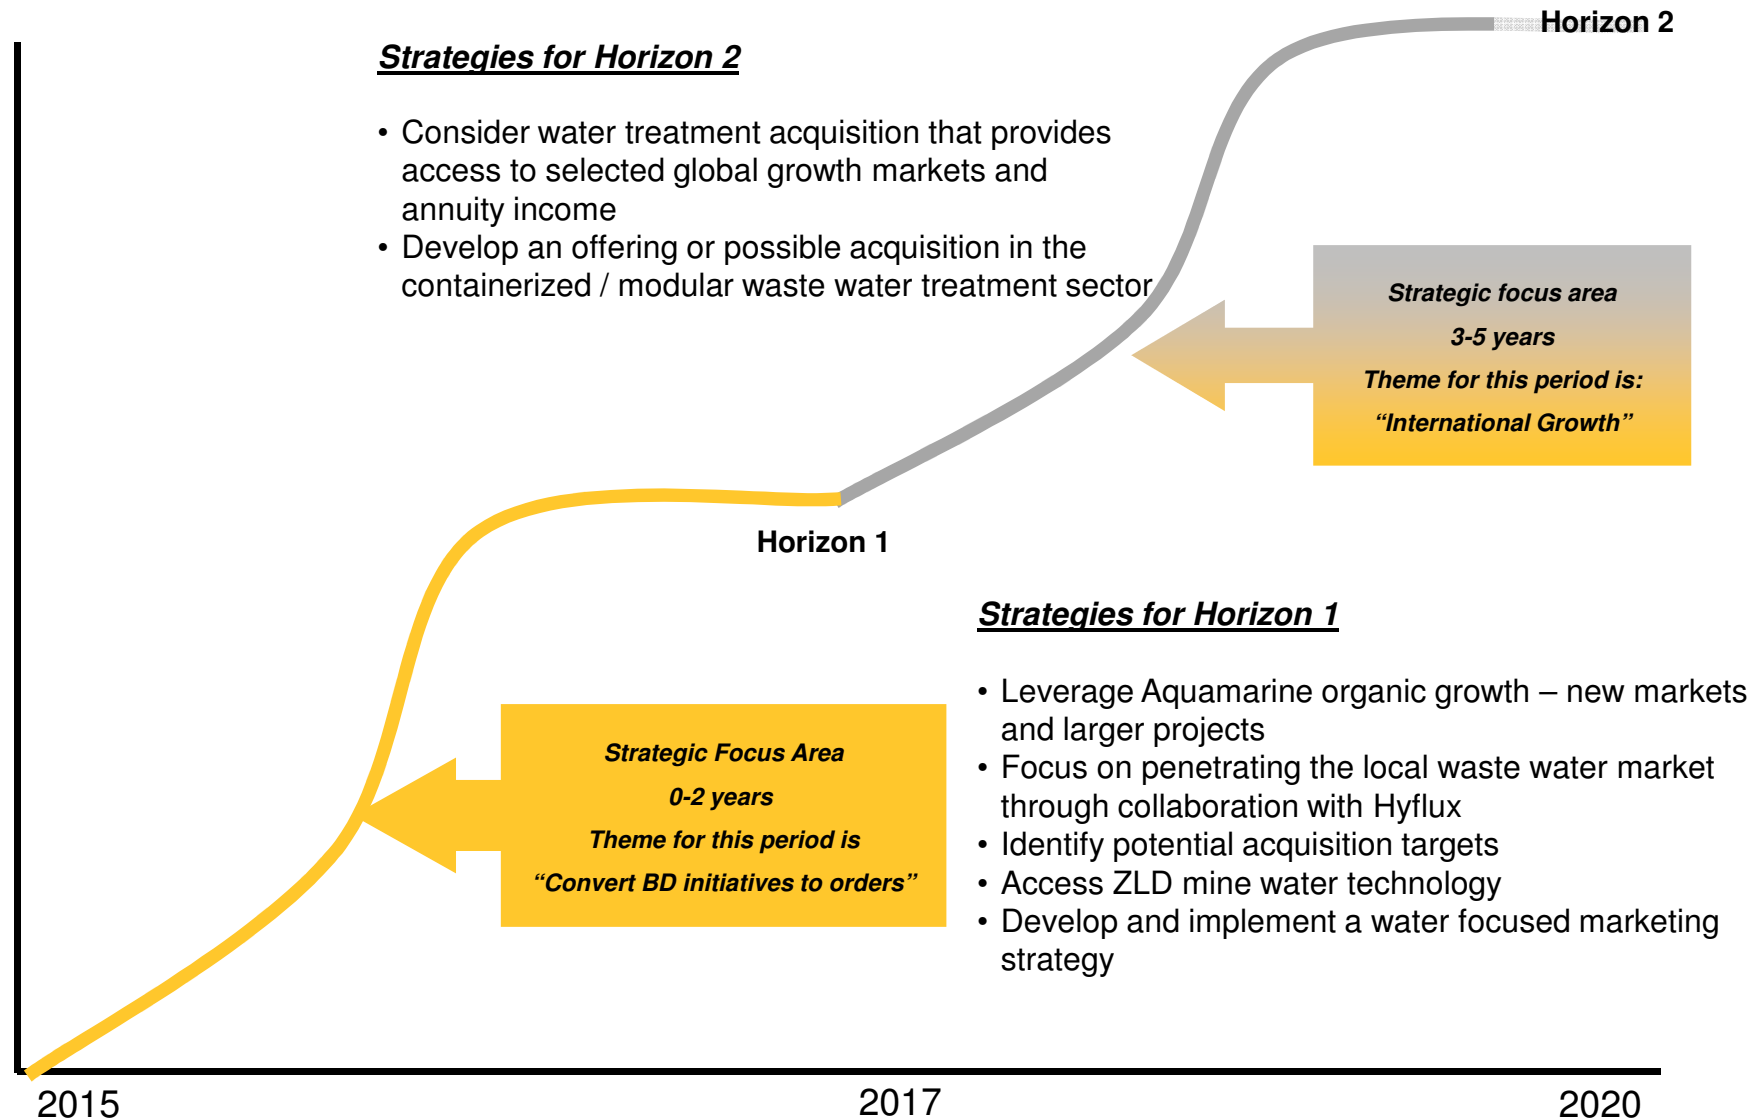 Horizon 2
Strategies for Horizon 2
• Consider water treatment acquisition that provides
access to selected global growth markets and
annuity income
• Develop an offering or possible acquisition in the
containerized / modular waste water treatment sector
Strategic focus area
3-5 years
Theme for this period is:
“International Growth”
Horizon 1
Strategies for Horizon 1
• Leverage Aquamarine organic growth – new markets
and larger projects
• Focus on penetrating the local waste water market
through collaboration with Hyflux
• Identify potential acquisition targets
• Access ZLD mine water technology
• Develop and implement a water focused marketing
strategy
Strategic Focus Area
0-2 years
Theme for this period is
“Convert BD initiatives to orders”
2015
2017
2020